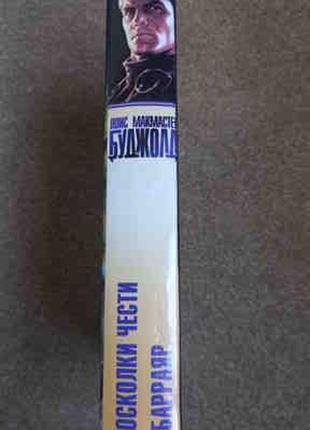 ЛОИС МАКМАСТЕР
БУДЖОЛД
ОСКОЛКИ ЧЕСТИ
БАРРАЯР